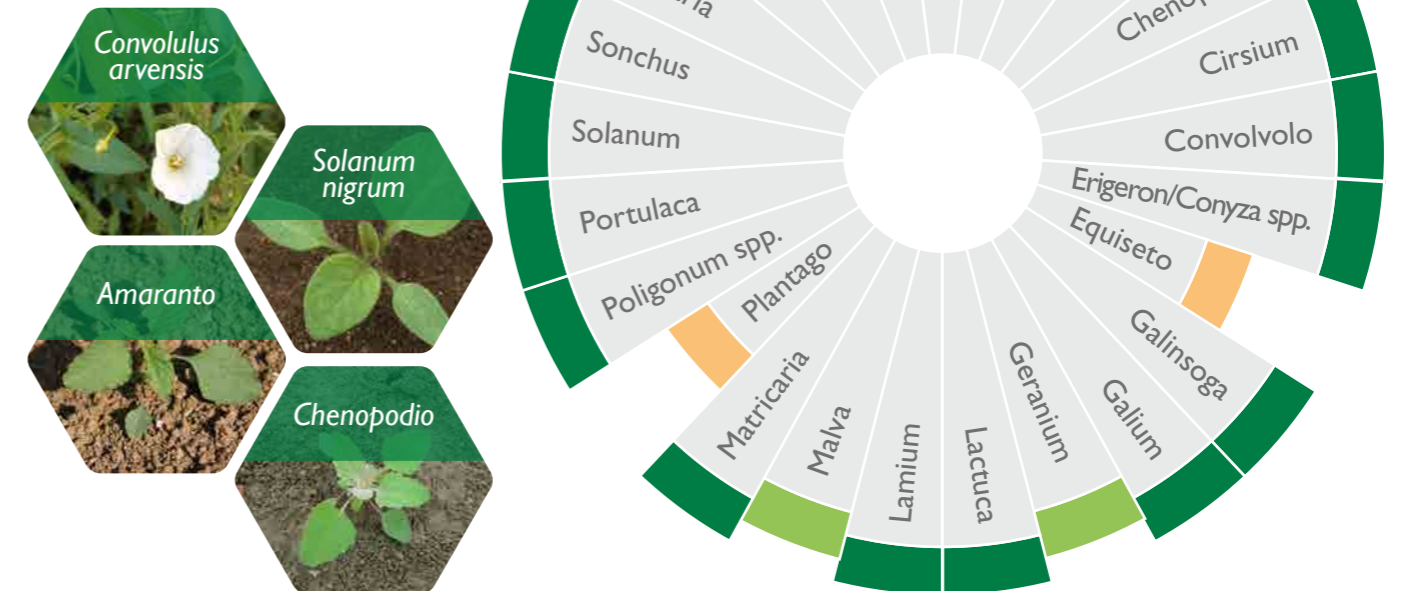 Convolulus
arvensis
Solanum
nigrum
Amaranto
Chenopodio
Sonchus
Solanum
Portulaca
Poligonum spp.
Plantago
Matricaria
Malva
Lamium
Lactuca
Geranium
Galium
Galinsoga
Equiseto
Erigeron/Conyza spp.
Convolvolo
Cirsium